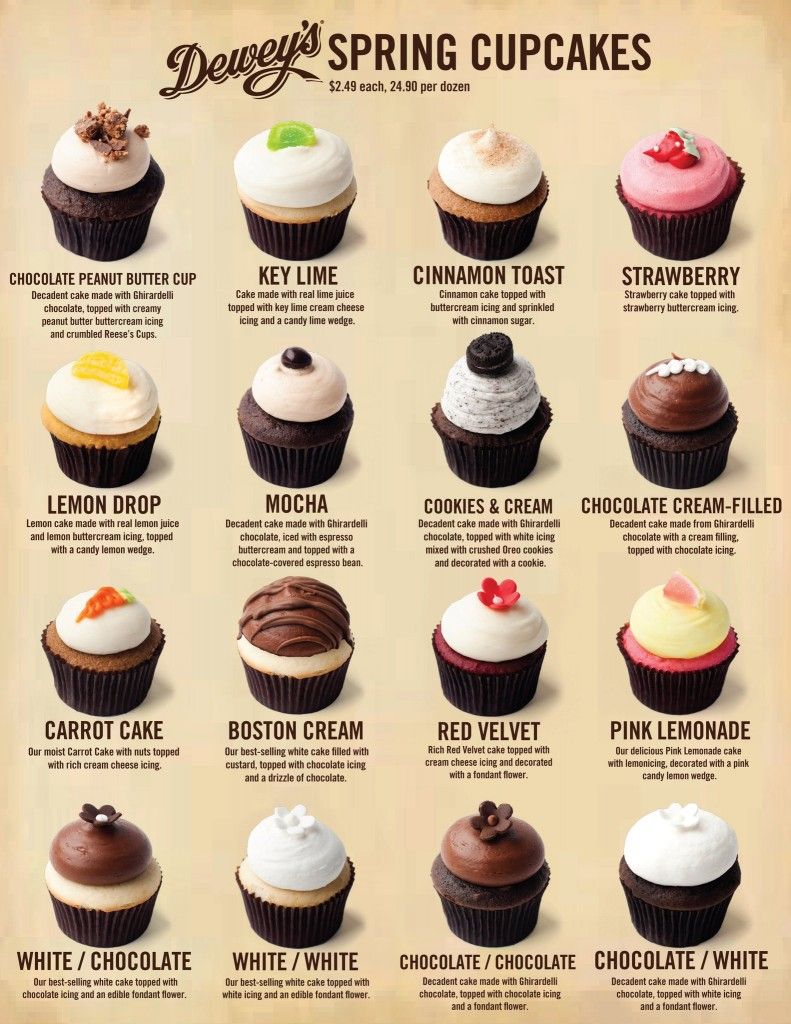 Dewey's SPRING CUPCAKES
$2.49 each, 24.90 per dozen
CHOCOLATE PEANUT BUTTER CUP
Decadent cake made with Ghirardelli
chocolate, topped with creamy
peanut butter buttercream icing
and crumbled Reese's Cups.
KEY LIME
Cake made with real lime juice
topped with key lime cream cheese
icing and a candy lime wedge.
CINNAMON TOAST
Cinnamon cake topped with
buttercream icing and sprinkled
with cinnamon sugar.
STRAWBERRY
Strawberry cake topped with
strawberry buttercream icing.
LEMON DROP
Lemon cake made with real lemon juice
and lemon buttercream icing, topped
with a candy lemon wedge.
MOCHA
Decadent cake made with Ghirardelli
chocolate, iced with espresso
buttercream and topped with a
chocolate-covered espresso bean.
COOKIES & CREAM
Decadent cake made with Ghirardelli
chocolate, topped with white icing
mixed with crushed Oreo cookies
and decorated with a cookie.
CHOCOLATE CREAM-FILLED
Decadent cake made from Ghirardelli
chocolate with a cream filling,
topped with chocolate icing.
CARROT CAKE
Our moist Carrot Cake with nuts topped
with rich cream cheese icing.
BOSTON CREAM
Our best-selling white cake filled with
custard, topped with chocolate icing
and a drizzle of chocolate.
RED VELVET
Rich Red Velvet cake topped with
cream cheese icing and decorated
with a fondant flower.
PINK LEMONADE
Our delicious Pink Lemonade cake
with lemonicing, decorated with a pink
candy lemon wedge.
WHITE / CHOCOLATE
Our best-selling white cake topped with
chocolate icing and an edible fondant flower.
WHITE / WHITE
Our best-selling white cake topped with
white icing and an edible fondant flower.
CHOCOLATE / CHOCOLATE
Decadent cake made with Ghirardelli
chocolate, topped with chocolate icing
and a fondant flower.
CHOCOLATE / WHITE
Decadent cake made with Ghirardelli
chocolate, topped with white icing
and a fondant flower.